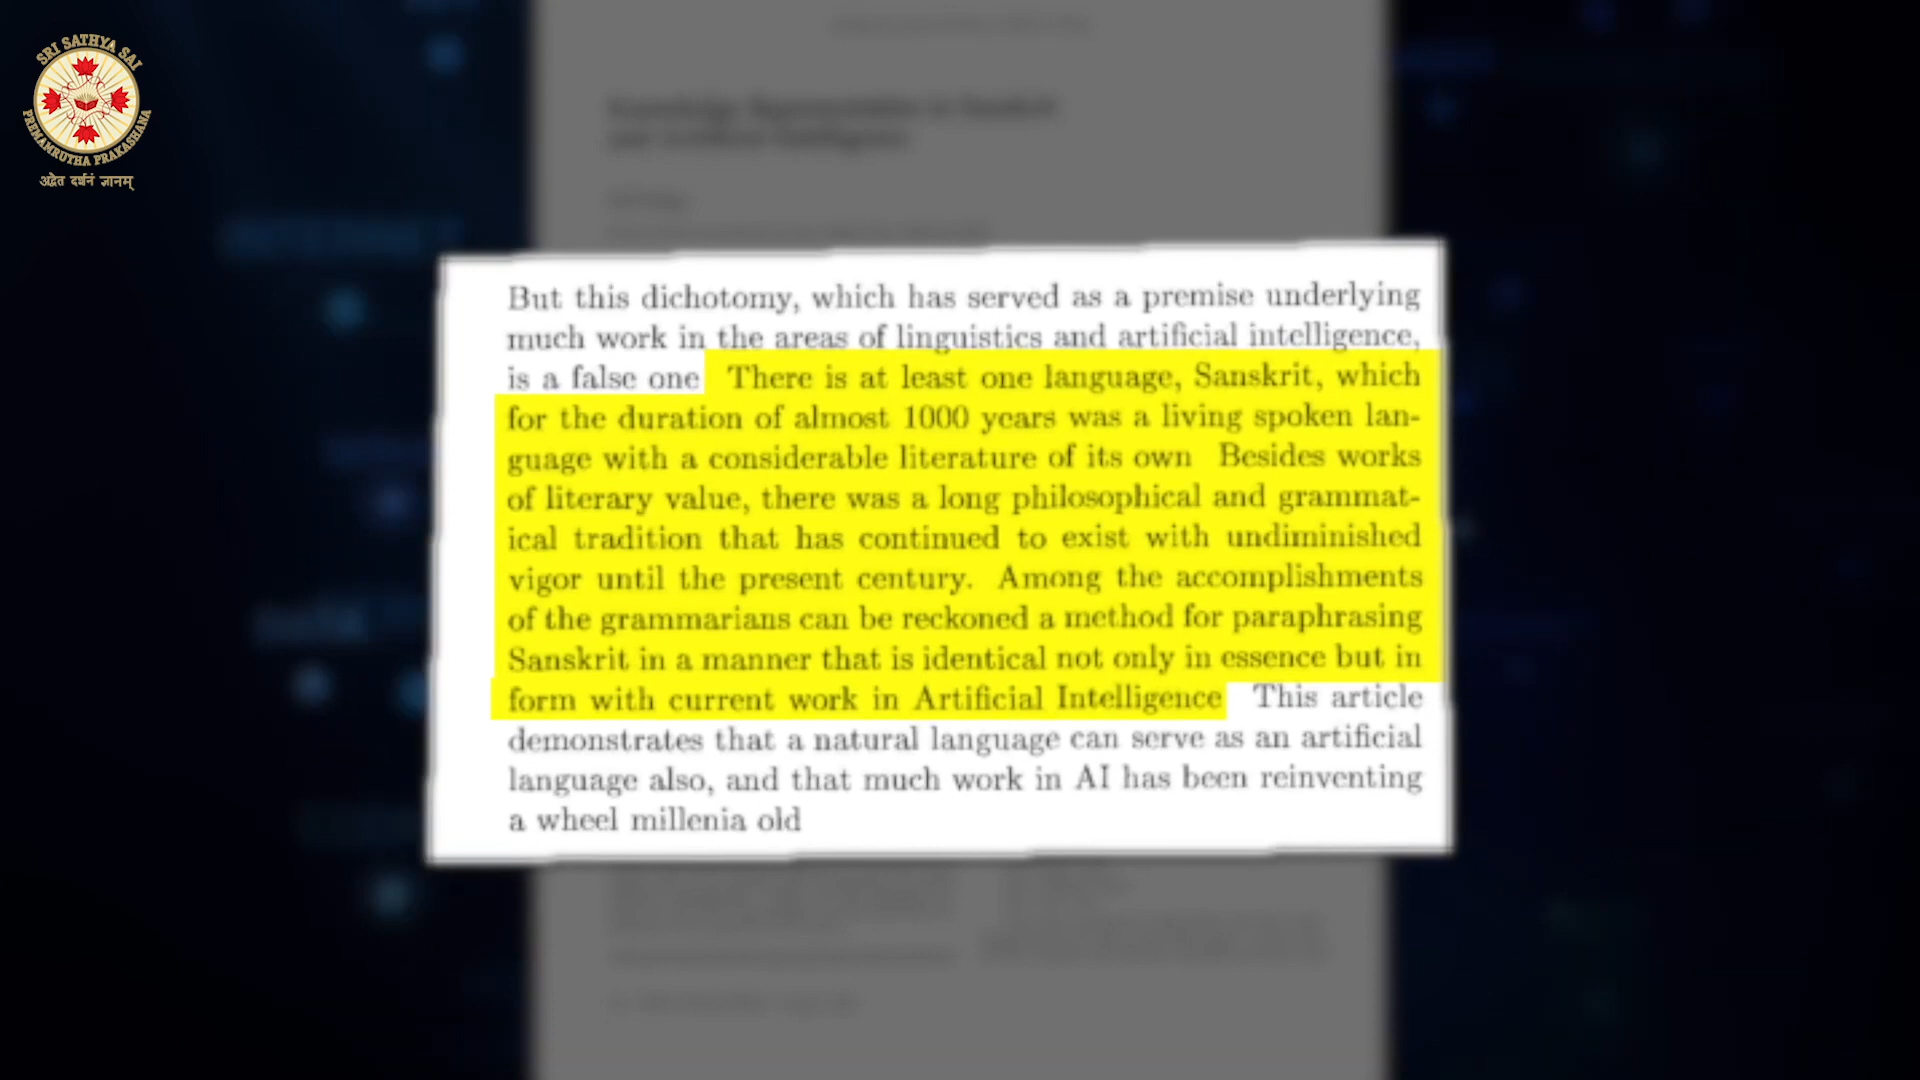 SRI SATHYA SAI
PREMAMRUTHA PRAKASHANA
अद्वैत दर्शनं ज्ञानम्
But this dichotomy, which has served as a premise underlying
much work in the areas of linguistics and artificial intelligence,
is a false one There is at least one language, Sanskrit, which
for the duration of almost 1000 years was a living spoken lan-
guage with a considerable literature of its own Besides works
of literary value, there was a long philosophical and grammat-
ical tradition that has continued to exist with undiminished
vigor until the present century. Among the accomplishments
of the grammarians can be reckoned a method for paraphrasing
Sanskrit in a manner that is identical not only in essence but in
form with current work in Artificial Intelligence This article
demonstrates that a natural language can serve as an artificial
language also, and that much work in AI has been reinventing
a wheel millenia old